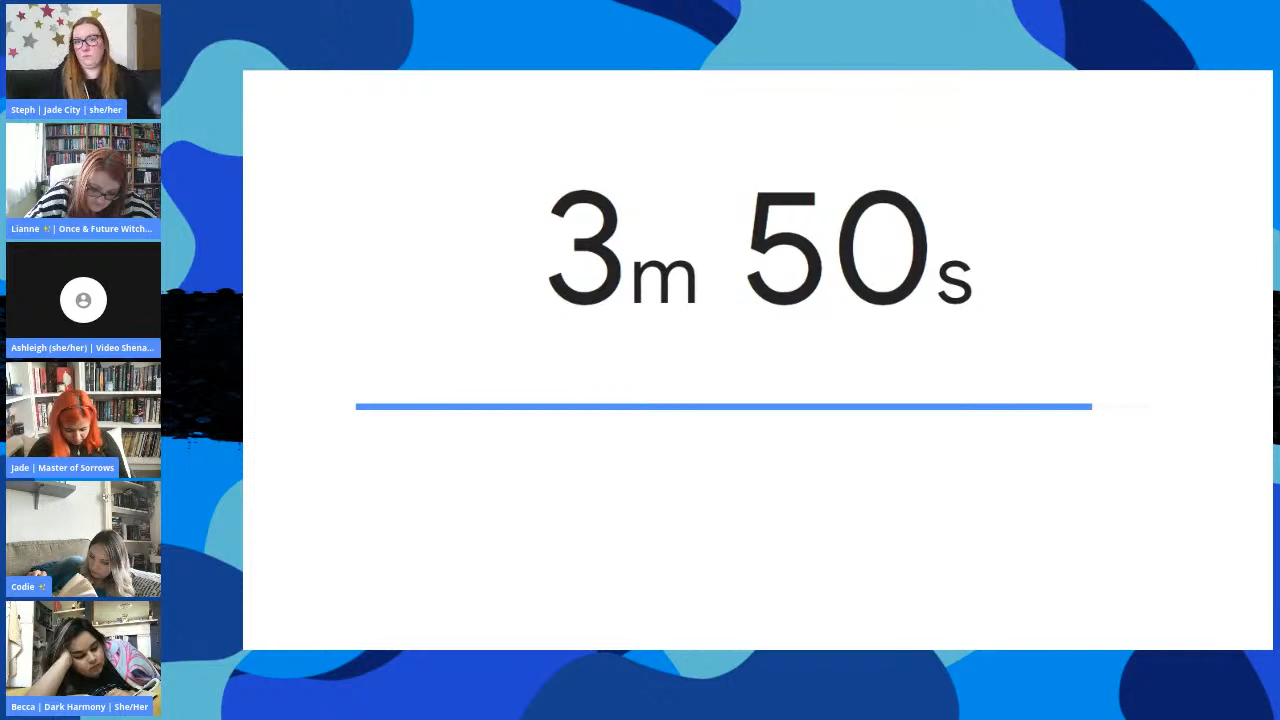 Steph | Jade City | she/her
Lianne ✨| Once & Future Witch...
Ashleigh (she/her) | Video Shena...
Jade | Master of Sorrows
Codie ✨
Becca | Dark Harmony | She/Her
3m 50s